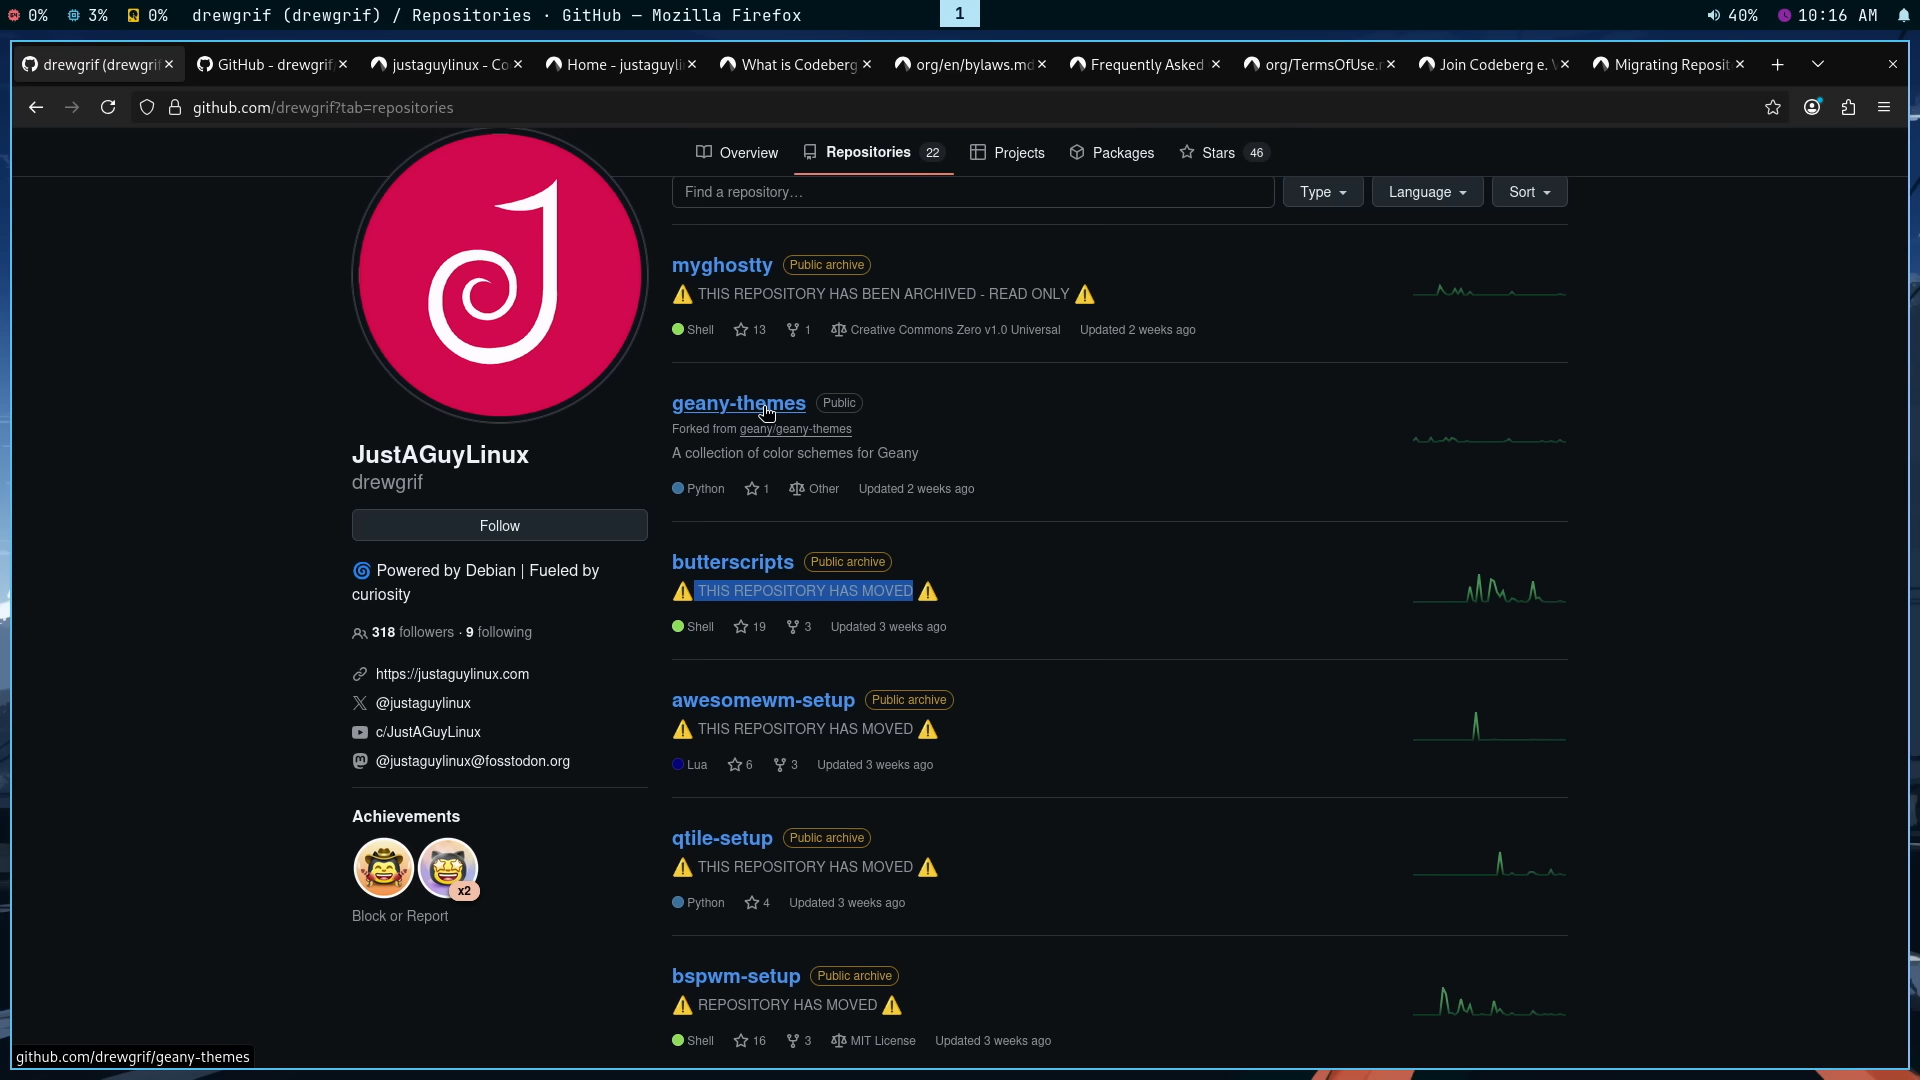 0% 3% 0% drewgrif (drewgrif) / Repositories · GitHub — Mozilla Firefox 1 40% 10:16 AM
drewgrif (drewgrif GitHub - drewgrif justaguylinux - Co Home - justaguyli What is Codeberg org/en/bylaws.md Frequently Asked org/TermsOfUse.r Join Codeberg e. V Migrating Reposit
github.com/drewgrif?tab=repositories
Overview Repositories 22 Projects Packages Stars 46
Find a repository… Type Language Sort
myghostty Public archive
⚠️ THIS REPOSITORY HAS BEEN ARCHIVED - READ ONLY ⚠️
Shell 13 1 Creative Commons Zero v1.0 Universal Updated 2 weeks ago
geany-themes Public
Forked from geany/geany-themes
A collection of color schemes for Geany
Python 1 Other Updated 2 weeks ago
butterscripts Public archive
⚠️ THIS REPOSITORY HAS MOVED ⚠️
Shell 19 3 Updated 3 weeks ago
awesomewm-setup Public archive
⚠️ THIS REPOSITORY HAS MOVED ⚠️
Lua 6 3 Updated 3 weeks ago
qtile-setup Public archive
⚠️ THIS REPOSITORY HAS MOVED ⚠️
Python 4 Updated 3 weeks ago
bspwm-setup Public archive
⚠️ REPOSITORY HAS MOVED ⚠️
Shell 16 3 MIT License Updated 3 weeks ago
JustAGuyLinux
drewgrif
Follow
🌀 Powered by Debian | Fueled by
curiosity
318 followers · 9 following
https://justaguylinux.com
@justaguylinux
c/JustAGuyLinux
@justaguylinux@fosstodon.org
Achievements
x2
Block or Report
github.com/drewgrif/geany-themes